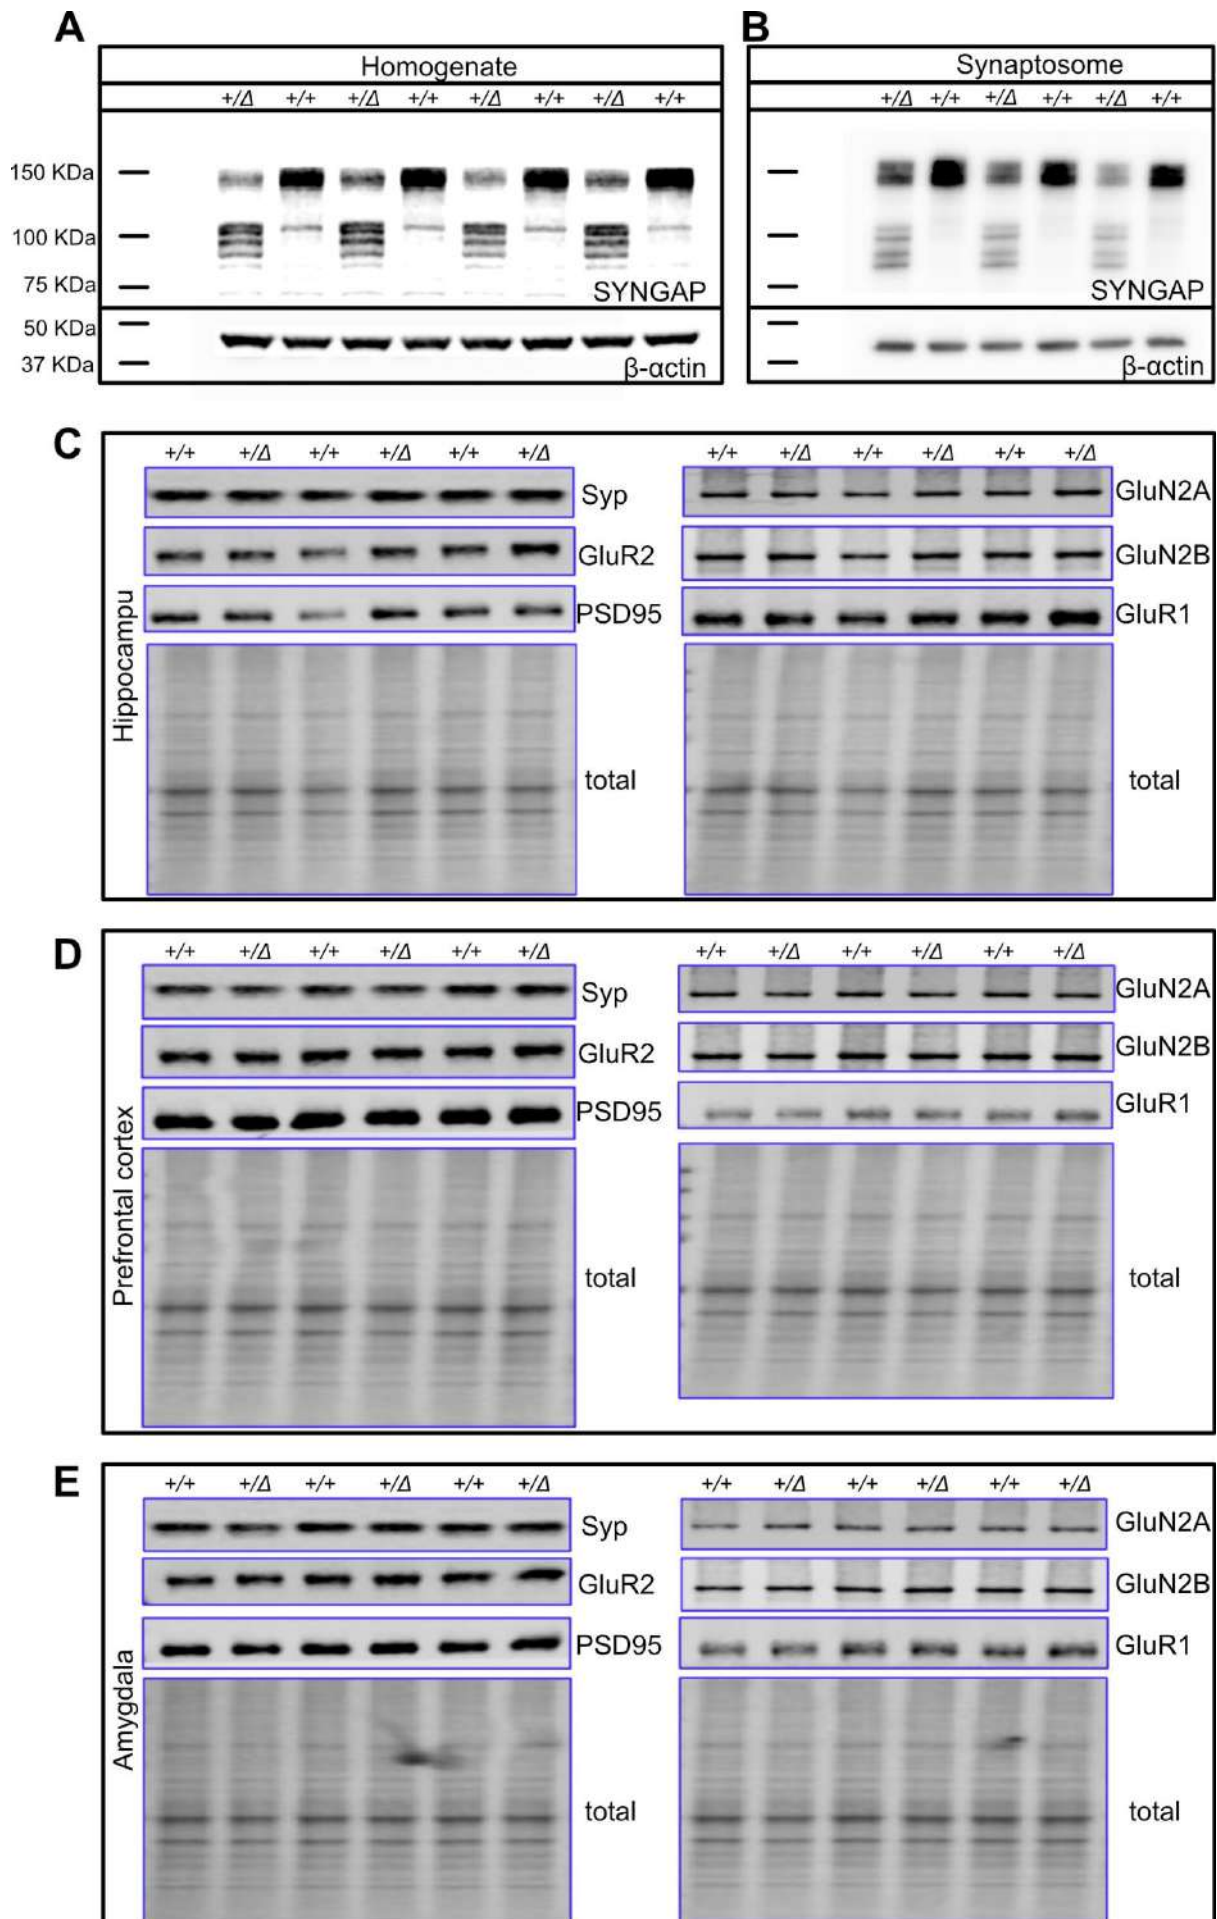 A
B
Homogenate
Synaptosome
+/Δ +/+ +/Δ +/+ +/Δ +/+ +/Δ +/+
+/Δ +/+ +/Δ +/+ +/Δ +/+
150 KDa
100 KDa
75 KDa
SYNGAP
SYNGAP
50 KDa
37 KDa
β-αctin
β-αctin
C
+/+ +/Δ +/+ +/Δ +/+ +/Δ
+/+ +/Δ +/+ +/Δ +/+ +/Δ
Syp
GluN2A
GluR2
GluN2B
PSD95
GluR1
Hippocampu
total
total
D
+/+ +/Δ +/+ +/Δ +/+ +/Δ
+/+ +/Δ +/+ +/Δ +/+ +/Δ
Syp
GluN2A
GluR2
GluN2B
PSD95
GluR1
Prefrontal cortex
total
total
E
+/+ +/Δ +/+ +/Δ +/+ +/Δ
+/+ +/Δ +/+ +/Δ +/+ +/Δ
Syp
GluN2A
GluR2
GluN2B
PSD95
GluR1
Amygdala
total
total